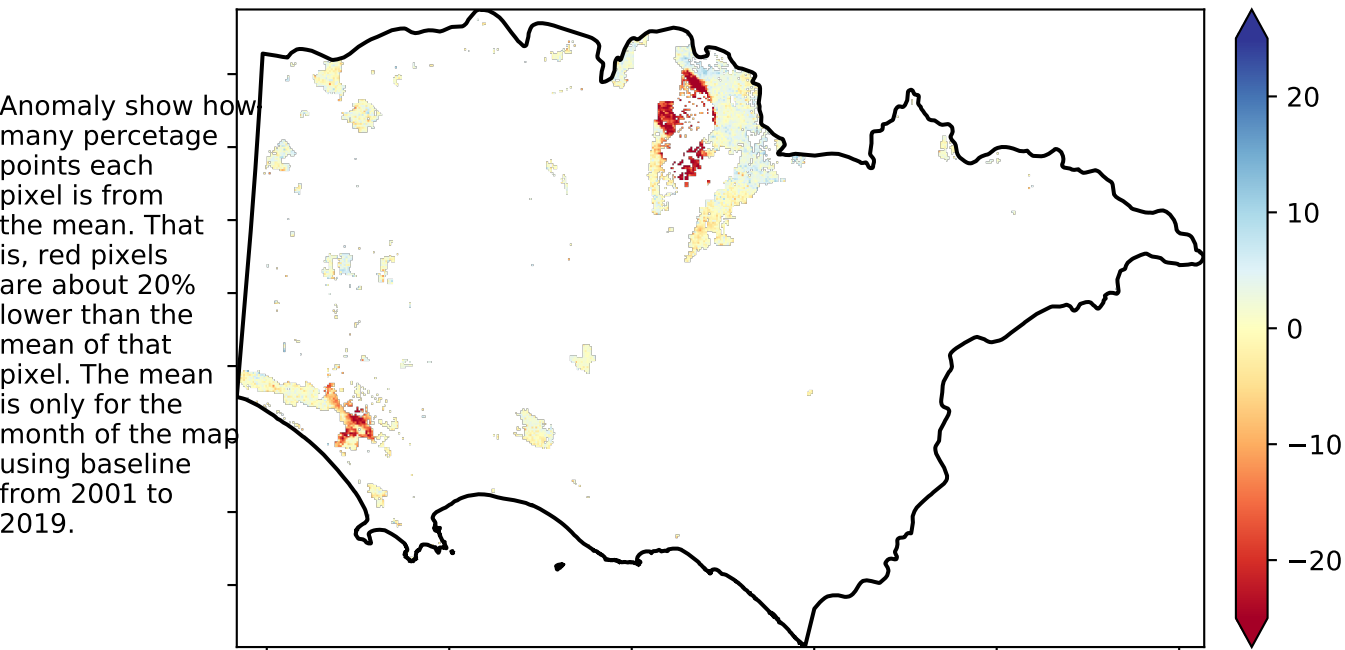 Anomaly show how
many percetage
points each
pixel is from
the mean. That
is, red pixels
are about 20%
lower than the
mean of that
pixel. The mean
is only for the
month of the map
using baseline
from 2001 to
2019.
20
10
0
−10
−20